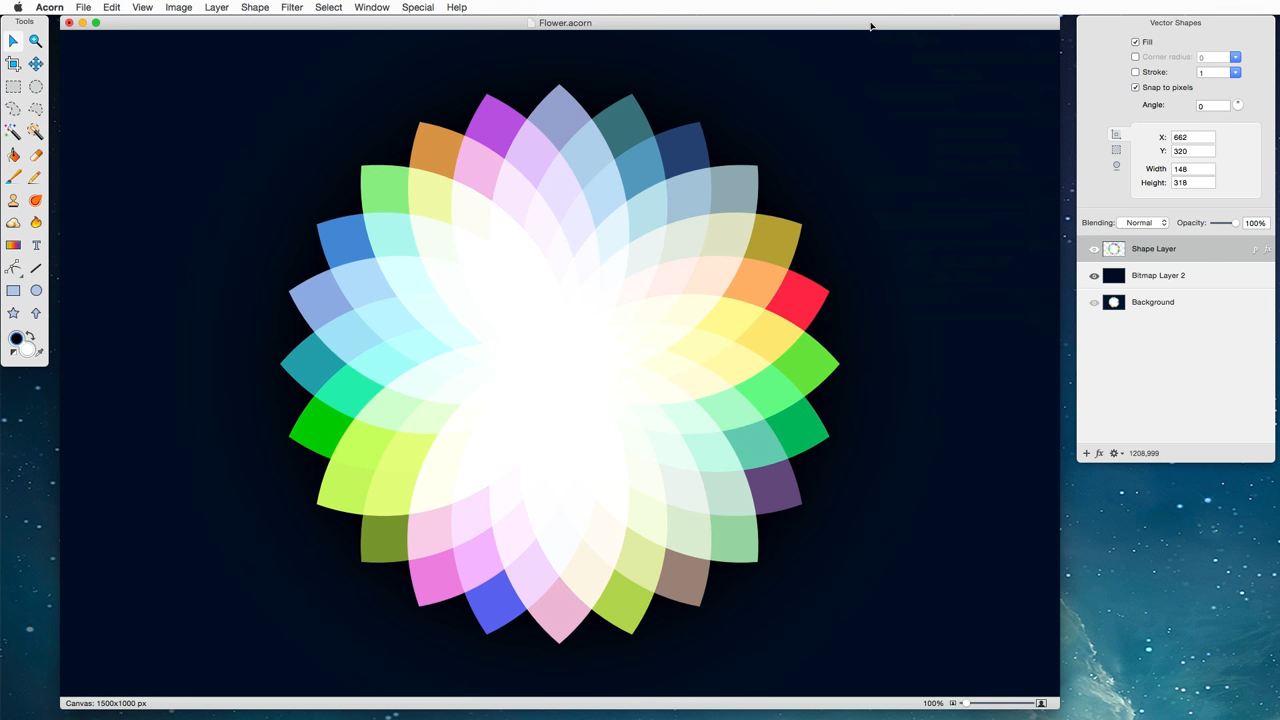 Acorn File Edit View Image Layer Shape Filter Select Window Special Help
Tools
Flower.acorn
Vector Shapes
Fill
Corner radius: 0
Stroke: 1
Snap to pixels
Angle: 0
X: 662
Y: 320
Width 148
Height: 318
Blending: Normal Opacity: 100%
Shape Layer p fx
Bitmap Layer 2
Background
+ fx 1208,999
Canvas: 1500x1000 px 100%